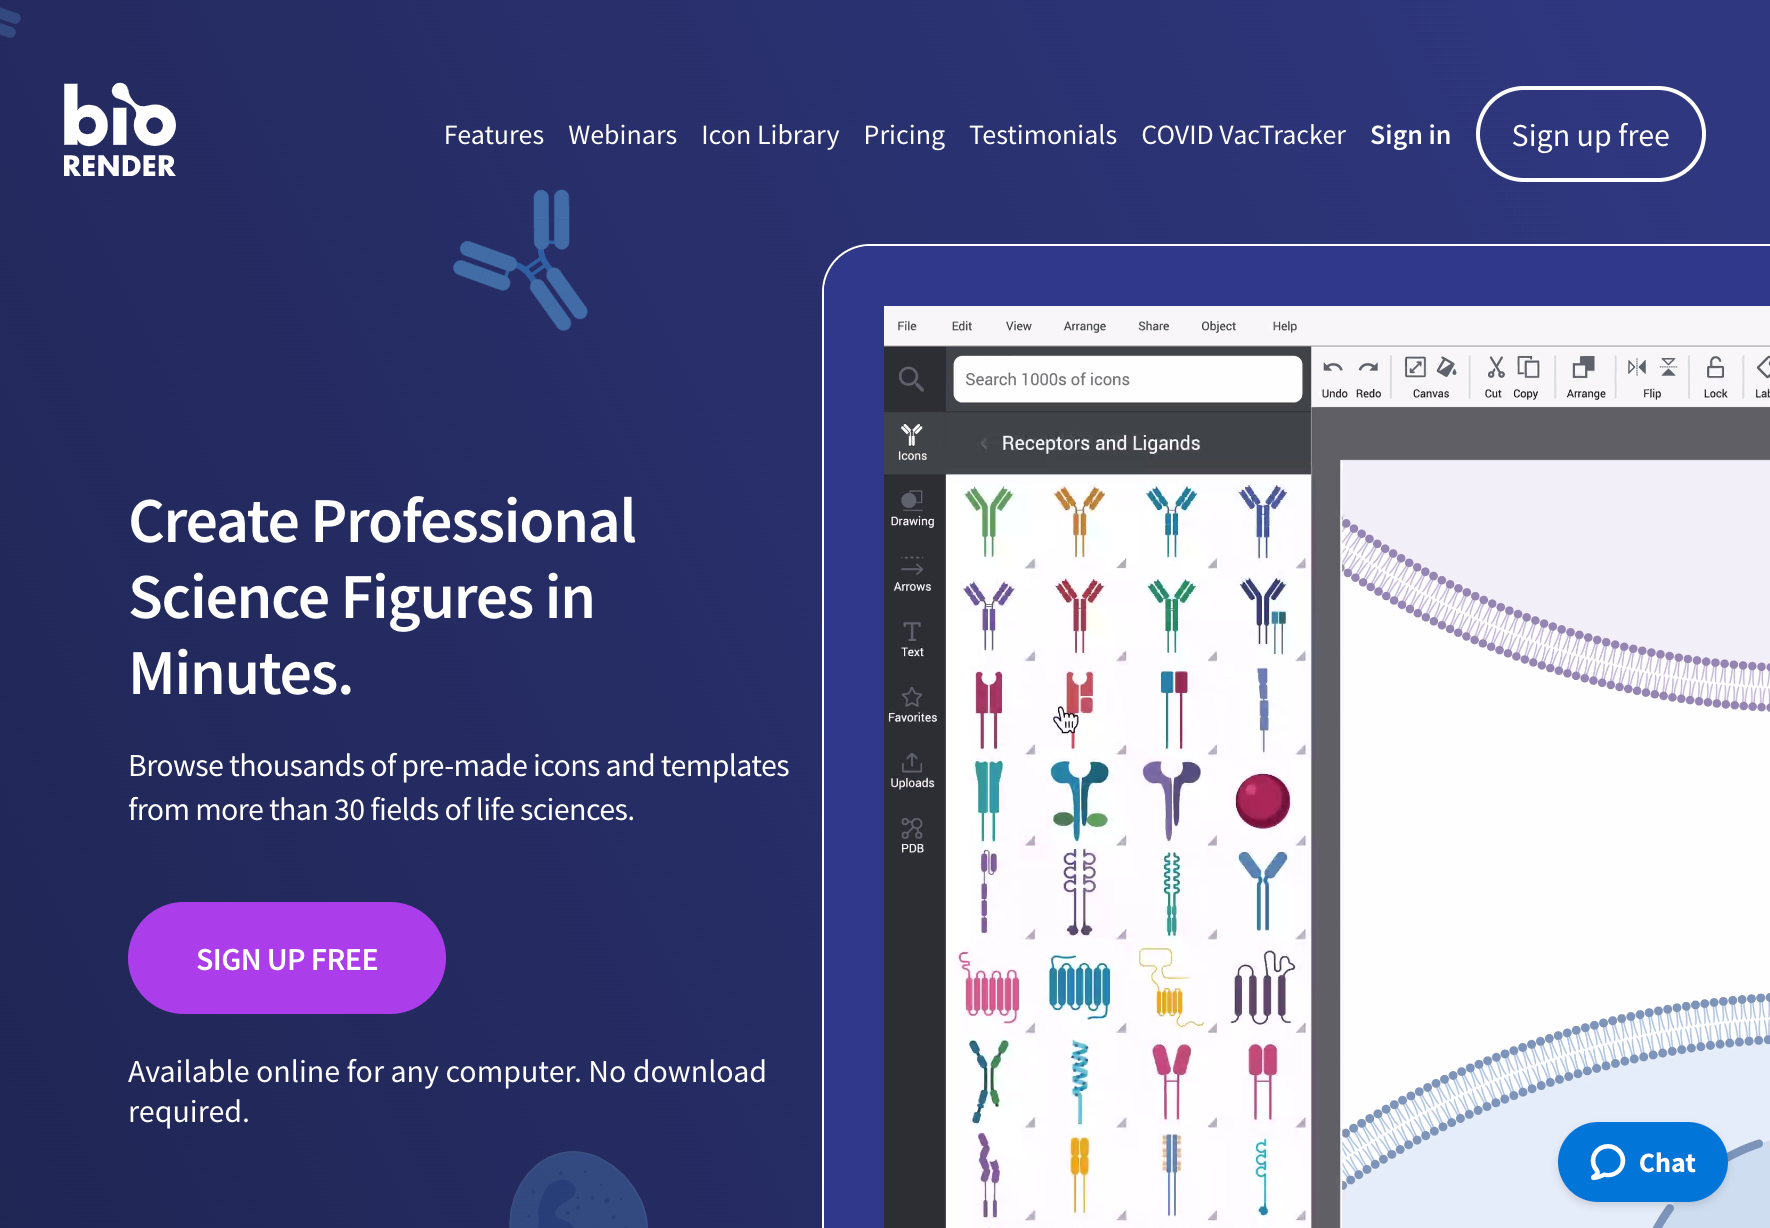 bio
RENDER
Features Webinars Icon Library Pricing Testimonials COVID VacTracker Sign in Sign up free
Create Professional
Science Figures in
Minutes.
Browse thousands of pre-made icons and templates
from more than 30 fields of life sciences.
SIGN UP FREE
Available online for any computer. No download
required.
File Edit View Arrange Share Object Help
Search 1000s of icons
Undo Redo Canvas Cut Copy Arrange Flip Lock
Receptors and Ligands
Icons
Drawing
Arrows
Text
Favorites
Uploads
PDB
Chat